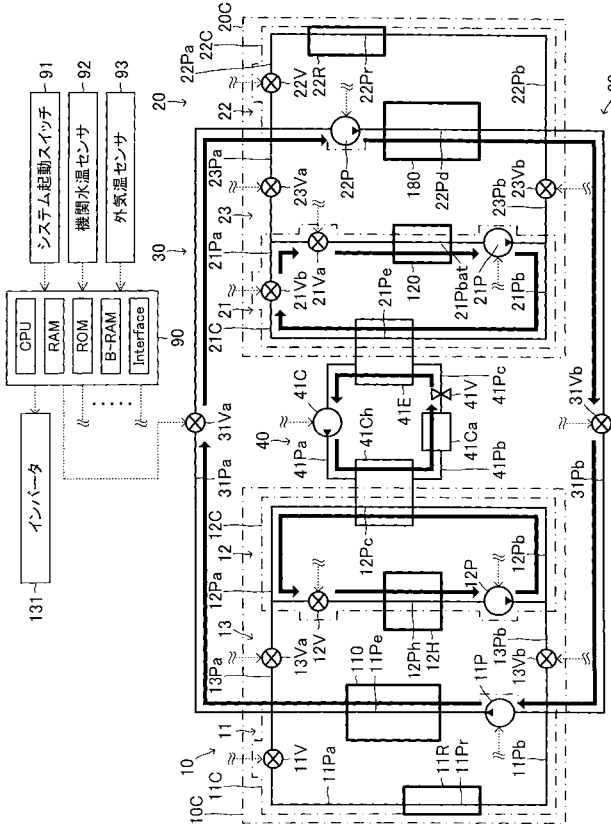 システム起動スイッチ
91
機関水温センサ
92
外気温センサ
93
CPU
RAM
ROM
B-RAM
Interface
90
インバータ
131
10
11
11C
10C
11V
11Pa
11R
11Pr
11Pb
11P
110
11Pe
13
13Pa
13Va
13Pb
13Vb
12
12C
12Pa
12V
12Ph
12H
12P
12Pb
12Pc
30
31Pa
31Va
31Pb
31Vb
40
41C
41Pa
41Ch
41E
41Ca
41V
41Pb
41Pc
20
20C
21
21C
21Pa
21Vb
21Va
21Pe
120
21Pbat
21P
21Pb
23
23Pa
23Va
23Pb
23Vb
22
22C
22Pa
22V
22R
22Pr
22P
180
22Pd
22Pb